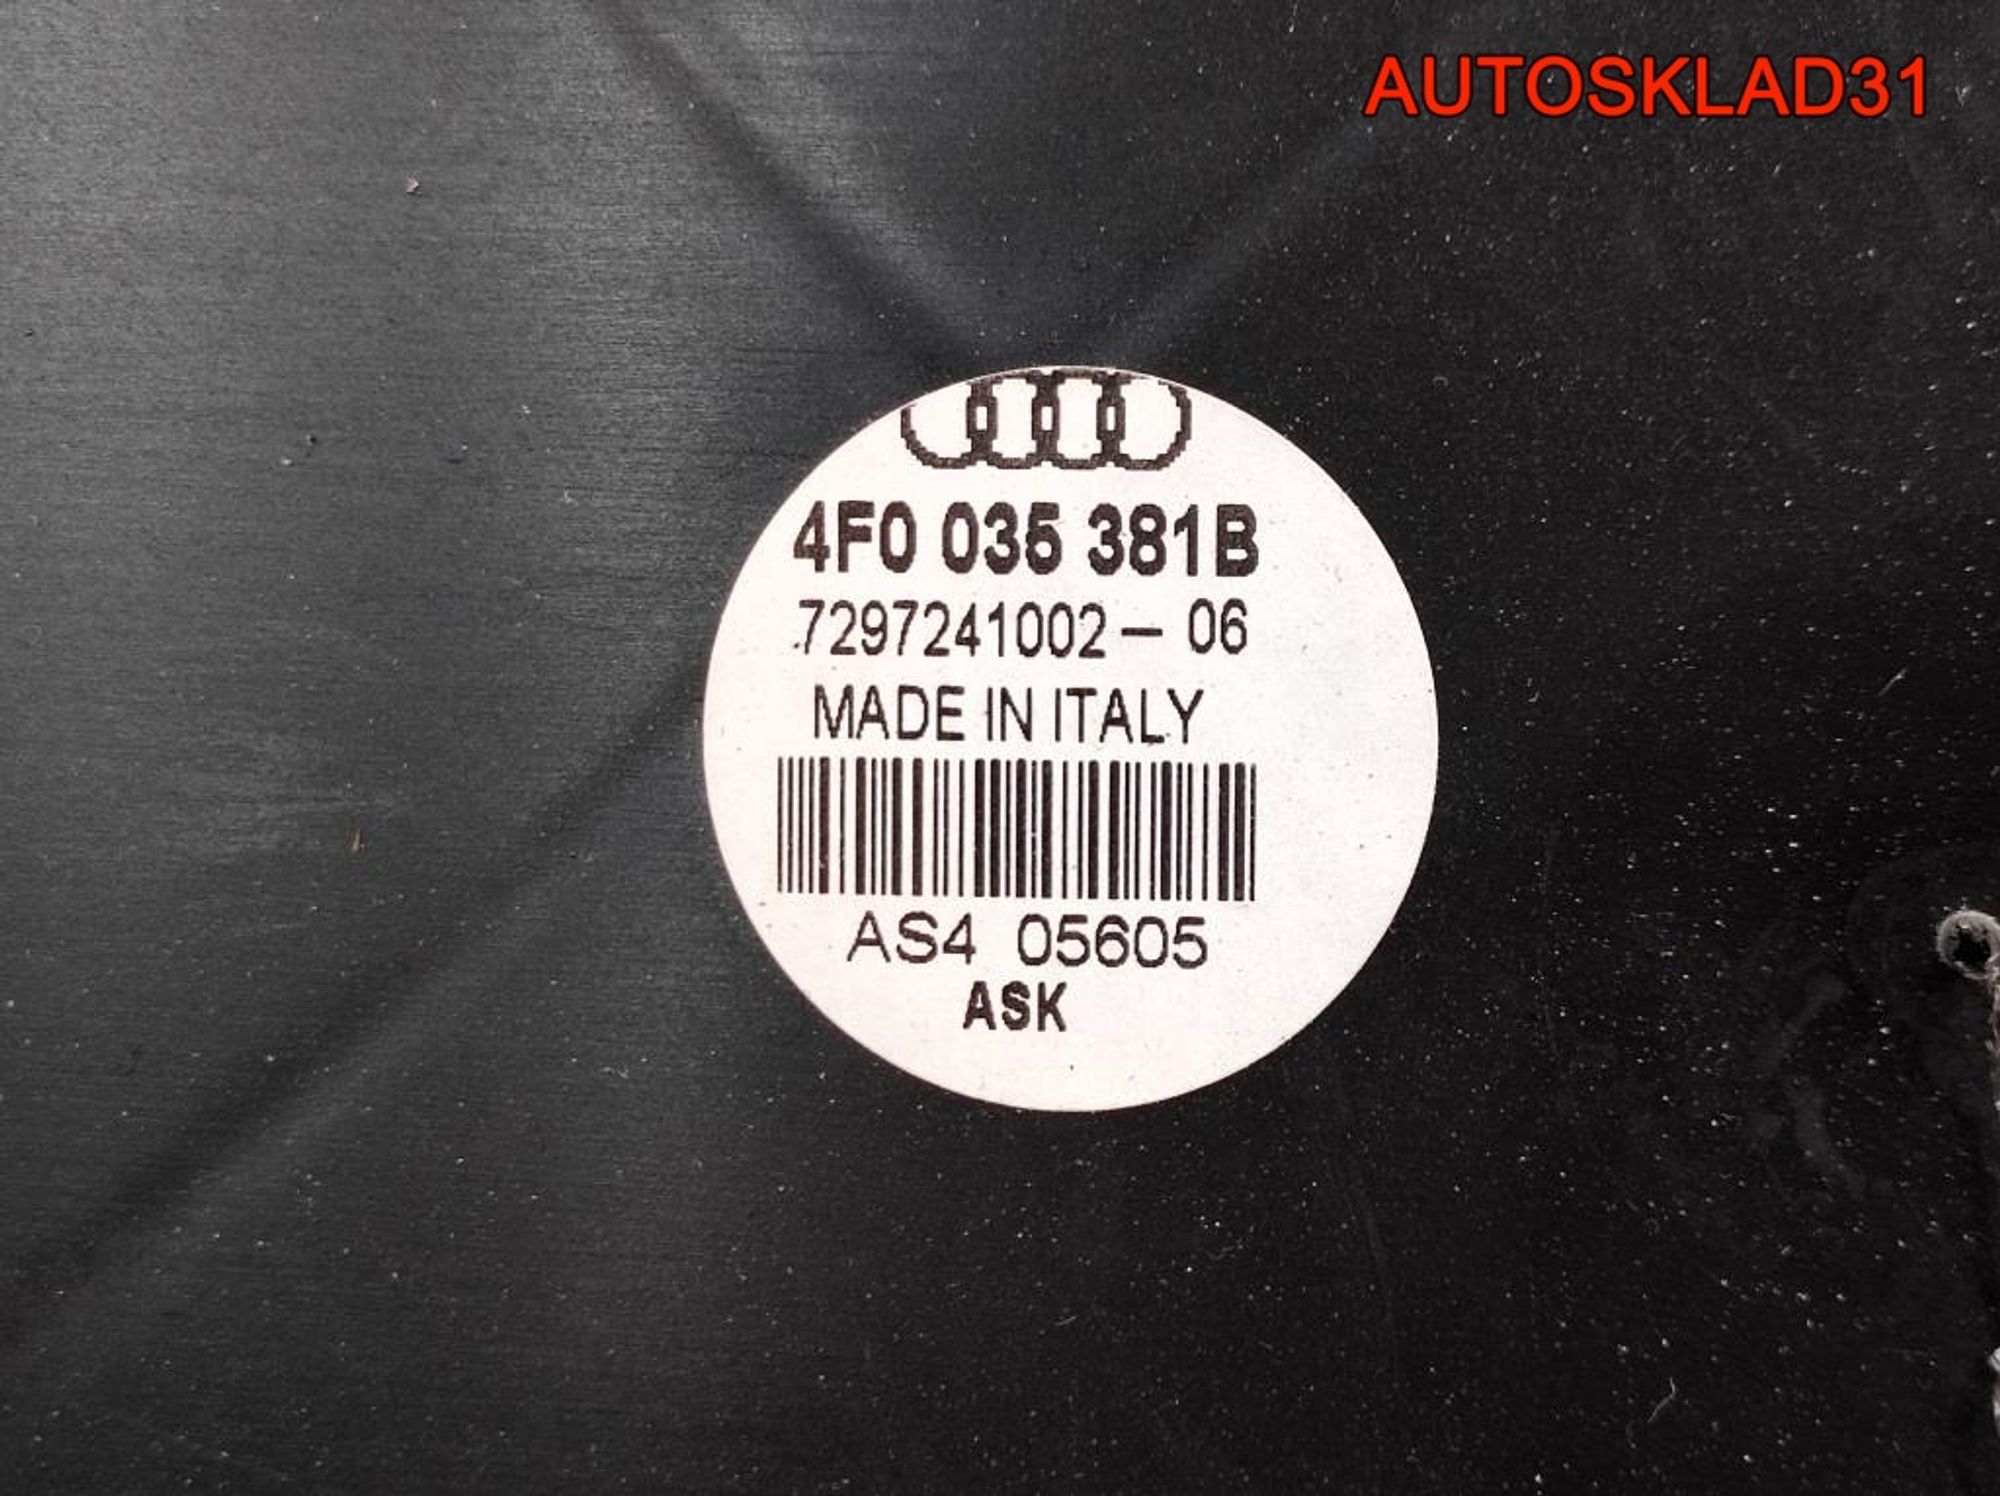 AUTOSKLAD31
4F0 035 381B
7297241002 - 06
MADE IN ITALY
AS4 05605
ASK